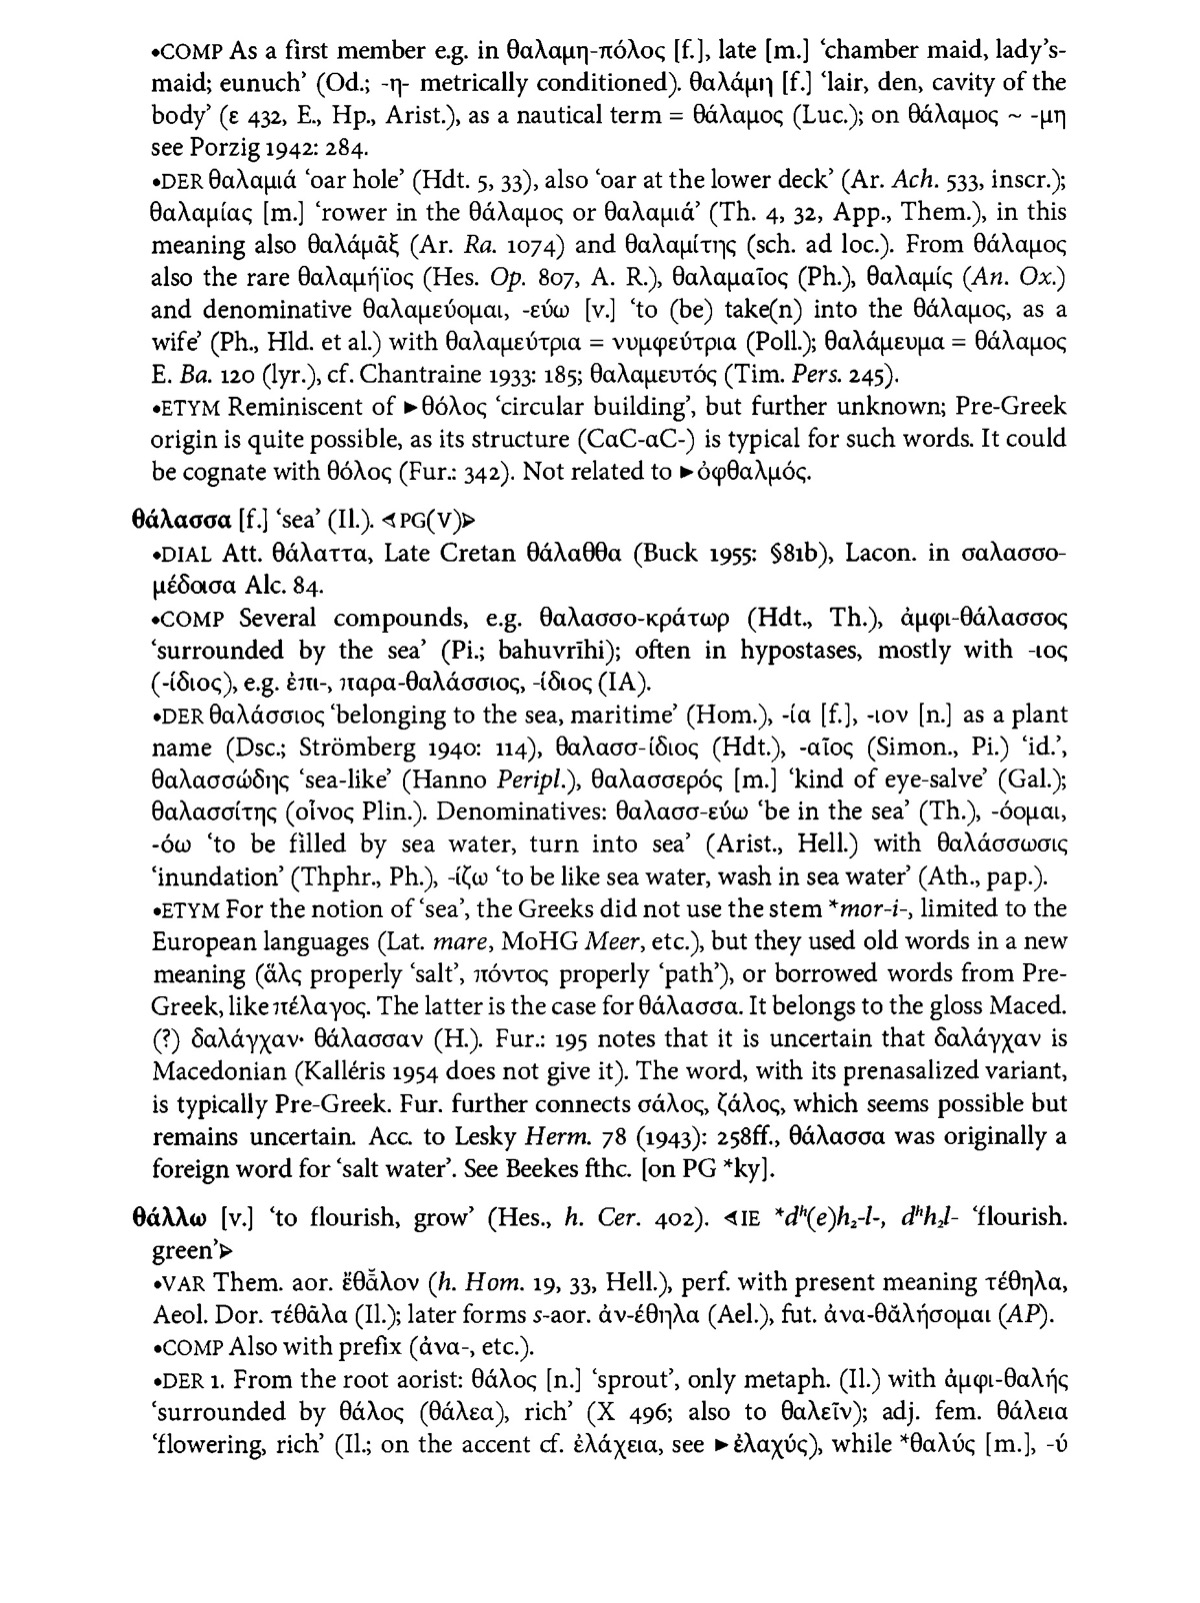 •COMP As a first member e.g. in θαλαμη-πόλος [f.], late [m.] ‘chamber maid, lady’s-
maid; eunuch’ (Od.; -η- metrically conditioned). θαλάμη [f.] ‘lair, den, cavity of the
body’ (ε 432, E., Hp., Arist.), as a nautical term = θάλαμος (Luc.); on θάλαμος ~ -μη
see Porzig 1942: 284.
•DER θαλαμιά ‘oar hole’ (Hdt. 5, 33), also ‘oar at the lower deck’ (Ar. Ach. 533, inscr.);
θαλαμίας [m.] ‘rower in the θάλαμος or θαλαμιά’ (Th. 4, 32, App., Them.), in this
meaning also θαλάμᾱξ (Ar. Ra. 1074) and θαλαμίτης (sch. ad loc.). From θάλαμος
also the rare θαλαμήϊος (Hes. Op. 807, A. R.), θαλαμαῖος (Ph.), θαλαμίς (An. Ox.)
and denominative θαλαμεύομαι, -εύω [v.] ‘to (be) take(n) into the θάλαμος, as a
wife’ (Ph., Hld. et al.) with θαλαμεύτρια = νυμφεύτρια (Poll.); θαλάμευμα = θάλαμος
E. Ba. 120 (lyr.), cf. Chantraine 1933: 185; θαλαμευτός (Tim. Pers. 245).
•ETYM Reminiscent of ►θόλος ‘circular building’, but further unknown; Pre-Greek
origin is quite possible, as its structure (CαC-αC-) is typical for such words. It could
be cognate with θόλος (Fur.: 342). Not related to ►ὀφθαλμός.
θάλασσα [f.] ‘sea’ (Il.). ⊲PG(V)⊳
•DIAL Att. θάλαττα, Late Cretan θάλαθθα (Buck 1955: §81b), Lacon. in σαλασσο-
μέδοισα Alc. 84.
•COMP Several compounds, e.g. θαλασσο-κράτωρ (Hdt., Th.), ἀμφι-θάλασσος
‘surrounded by the sea’ (Pi.; bahuvrīhi); often in hypostases, mostly with -ιος
(-ίδιος), e.g. ἐπι-, παρα-θαλάσσιος, -ίδιος (IA).
•DER θαλάσσιος ‘belonging to the sea, maritime’ (Hom.), -ία [f.], -ιον [n.] as a plant
name (Dsc.; Strömberg 1940: 114), θαλασσ-ίδιος (Hdt.), -αῖος (Simon., Pi.) ‘id.’,
θαλασσώδης ‘sea-like’ (Hanno Peripl.), θαλασσερός [m.] ‘kind of eye-salve’ (Gal.);
θαλασσίτης (οἶνος Plin.). Denominatives: θαλασσ-εύω ‘be in the sea’ (Th.), -όομαι,
-όω ‘to be filled by sea water, turn into sea’ (Arist., Hell.) with θαλάσσωσις
‘inundation’ (Thphr., Ph.), -ίζω ‘to be like sea water, wash in sea water’ (Ath., pap.).
•ETYM For the notion of ‘sea’, the Greeks did not use the stem *mor-i-, limited to the
European languages (Lat. mare, MoHG Meer, etc.), but they used old words in a new
meaning (ἅλς properly ‘salt’, πόντος properly ‘path’), or borrowed words from Pre-
Greek, like πέλαγος. The latter is the case for θάλασσα. It belongs to the gloss Maced.
(?) δαλάγχαν· θάλασσαν (H.). Fur.: 195 notes that it is uncertain that δαλάγχαν is
Macedonian (Kalléris 1954 does not give it). The word, with its prenasalized variant,
is typically Pre-Greek. Fur. further connects σάλος, ζάλος, which seems possible but
remains uncertain. Acc. to Lesky Herm. 78 (1943): 258ff., θάλασσα was originally a
foreign word for ‘salt water’. See Beekes fthc. [on PG *ky].
θάλλω [v.] ‘to flourish, grow’ (Hes., h. Cer. 402). ⊲IE *dʰ(e)h₂-l-, dʰh₂l- ‘flourish.
green’⊳
•VAR Them. aor. ἔθᾰλον (h. Hom. 19, 33, Hell.), perf. with present meaning τέθηλα,
Aeol. Dor. τέθᾱλα (Il.); later forms s-aor. ἀν-έθηλα (Ael.), fut. ἀνα-θᾰλήσομαι (AP).
•COMP Also with prefix (ἀνα-, etc.).
•DER 1. From the root aorist: θάλος [n.] ‘sprout’, only metaph. (Il.) with ἀμφι-θαλής
‘surrounded by θάλος (θάλεα), rich’ (X 496; also to θαλεῖν); adj. fem. θάλεια
‘flowering, rich’ (Il.; on the accent cf. ἐλάχεια, see ►ἐλαχύς), while *θαλύς [m.], -ύ